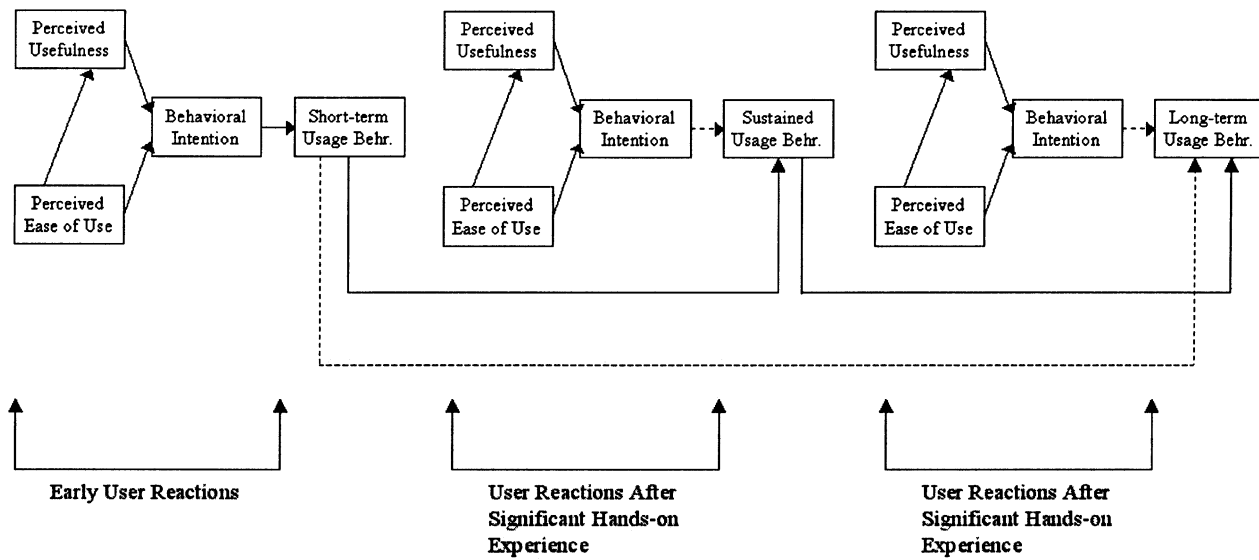 Perceived
Usefulness
Behavioral
Intention
Short-term
Usage Behr.
Perceived
Ease of Use
Perceived
Usefulness
Behavioral
Intention
Sustained
Usage Behr.
Perceived
Ease of Use
Perceived
Usefulness
Behavioral
Intention
Long-term
Usage Behr.
Perceived
Ease of Use
Early User Reactions
User Reactions After
Significant Hands-on
Experience
User Reactions After
Significant Hands-on
Experience